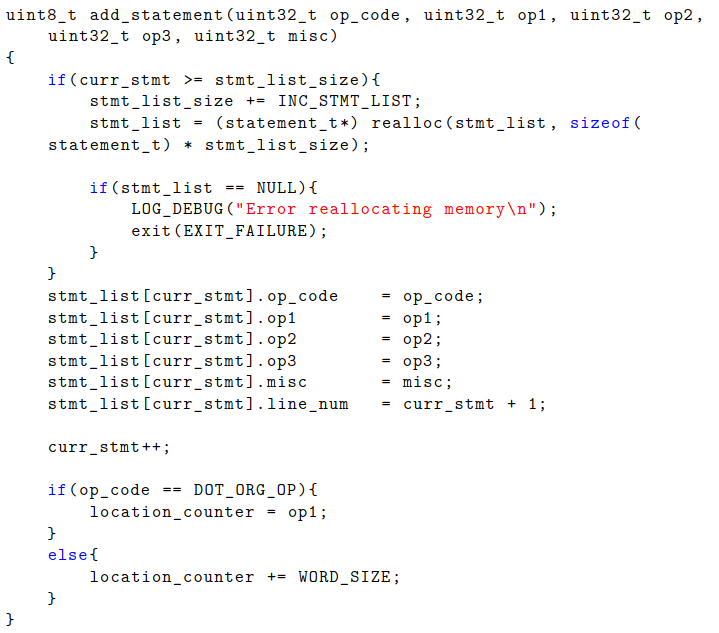 uint8_t add_statement(uint32_t op_code, uint32_t op1, uint32_t op2,
    uint32_t op3, uint32_t misc)
{
    if(curr_stmt >= stmt_list_size){
        stmt_list_size += INC_STMT_LIST;
        stmt_list = (statement_t*) realloc(stmt_list, sizeof(
    statement_t) * stmt_list_size);

        if(stmt_list == NULL){
            LOG_DEBUG("Error reallocating memory\n");
            exit(EXIT_FAILURE);
        }
    }
    stmt_list[curr_stmt].op_code    = op_code;
    stmt_list[curr_stmt].op1        = op1;
    stmt_list[curr_stmt].op2        = op2;
    stmt_list[curr_stmt].op3        = op3;
    stmt_list[curr_stmt].misc       = misc;
    stmt_list[curr_stmt].line_num   = curr_stmt + 1;

    curr_stmt++;

    if(op_code == DOT_ORG_OP){
        location_counter = op1;
    }
    else{
        location_counter += WORD_SIZE;
    }
}